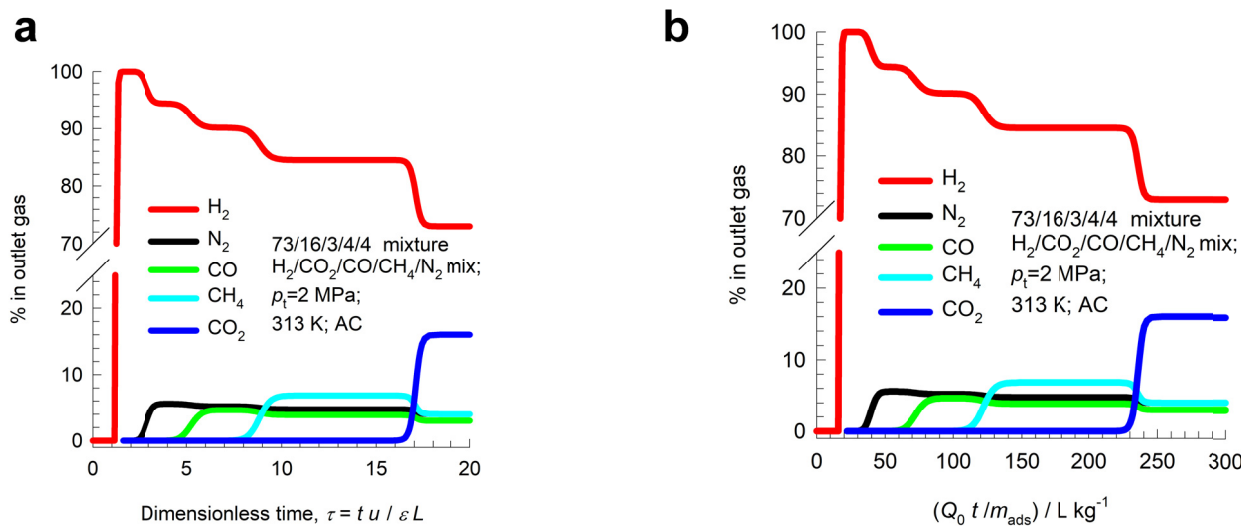 a
100
90
80
70
20
10
0
% in outlet gas
H2
N2
CO
CH4
CO2
73/16/3/4/4 mixture
H2/CO2/CO/CH4/N2 mix;
pt=2 MPa;
313 K; AC
0 5 10 15 20
Dimensionless time, τ = t u / ε L
b
100
90
80
70
20
10
0
% in outlet gas
H2
N2
CO
CH4
CO2
73/16/3/4/4 mixture
H2/CO2/CO/CH4/N2 mix;
pt=2 MPa;
313 K; AC
0 50 100 150 200 250 300
(Q0 t /mads) / L kg-1